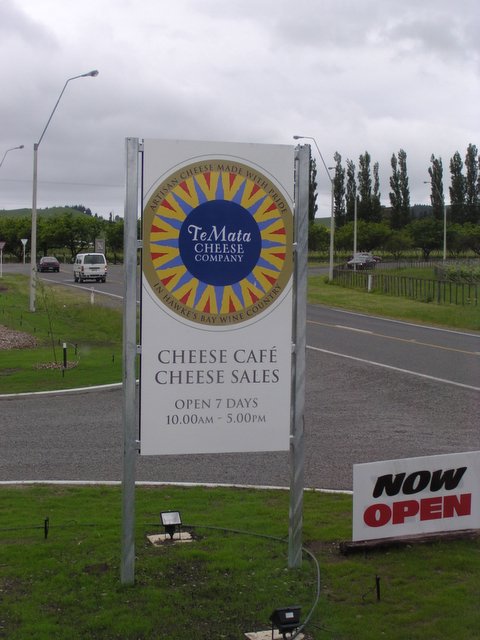 ARTISAN CHEESE MADE WITH PRIDE
TeMata
CHEESE
COMPANY
IN HAWKE'S BAY WINE COUNTRY
CHEESE CAFÉ
CHEESE SALES
OPEN 7 DAYS
10.00AM - 5.00PM
NOW
OPEN